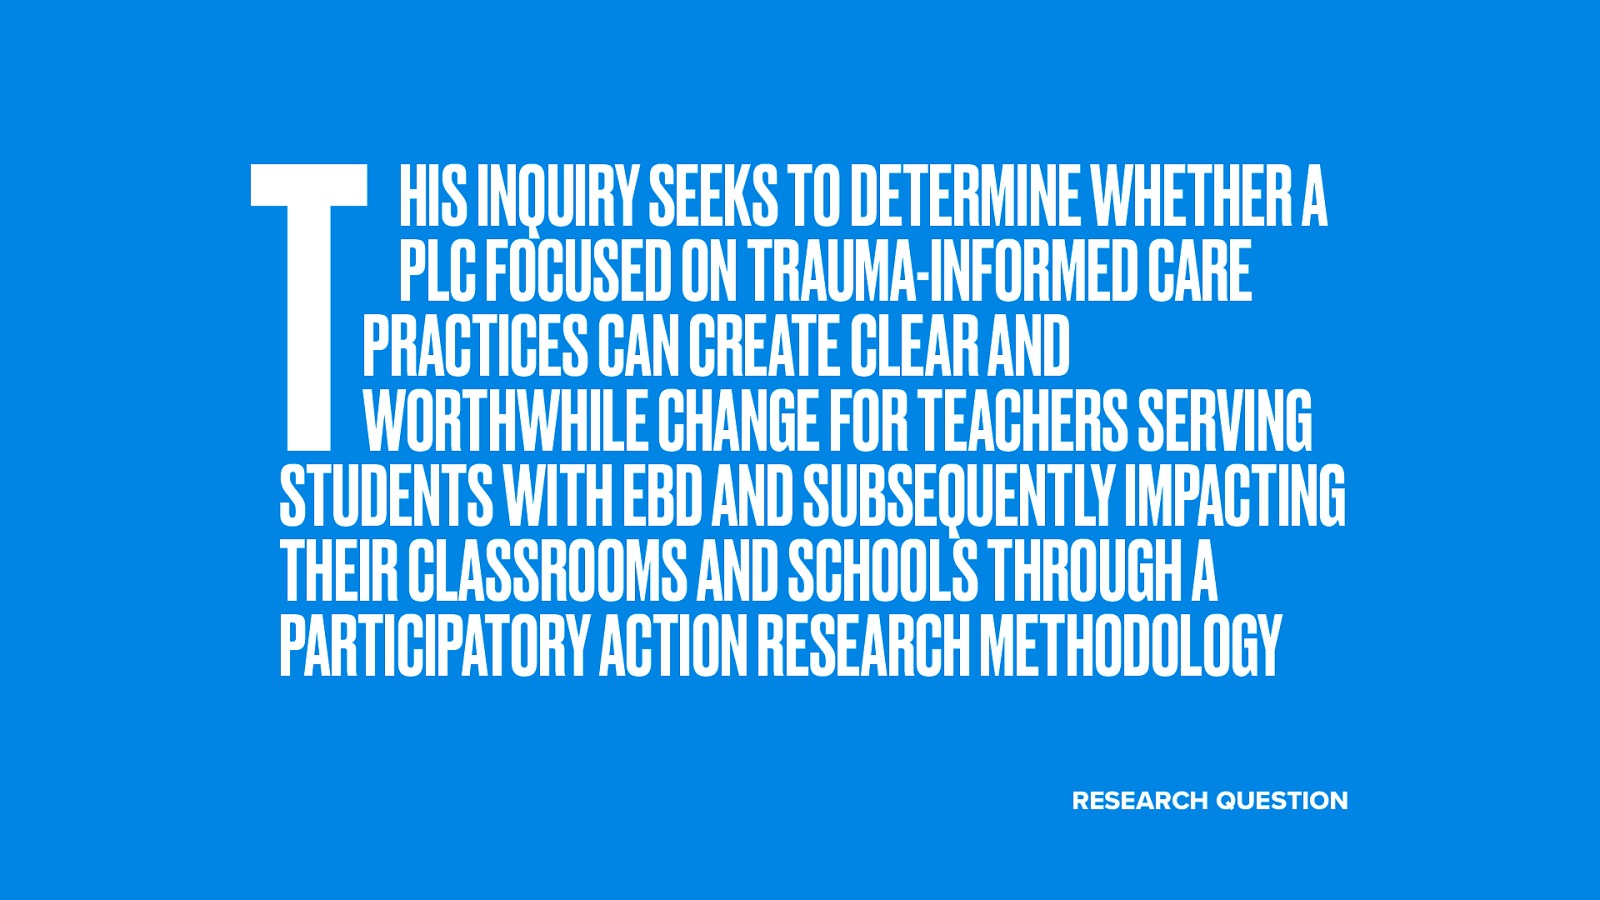 THIS INQUIRY SEEKS TO DETERMINE WHETHER A
PLC FOCUSED ON TRAUMA-INFORMED CARE
PRACTICES CAN CREATE CLEAR AND
WORTHWHILE CHANGE FOR TEACHERS SERVING
STUDENTS WITH EBD AND SUBSEQUENTLY IMPACTING
THEIR CLASSROOMS AND SCHOOLS THROUGH A
PARTICIPATORY ACTION RESEARCH METHODOLOGY
RESEARCH QUESTION